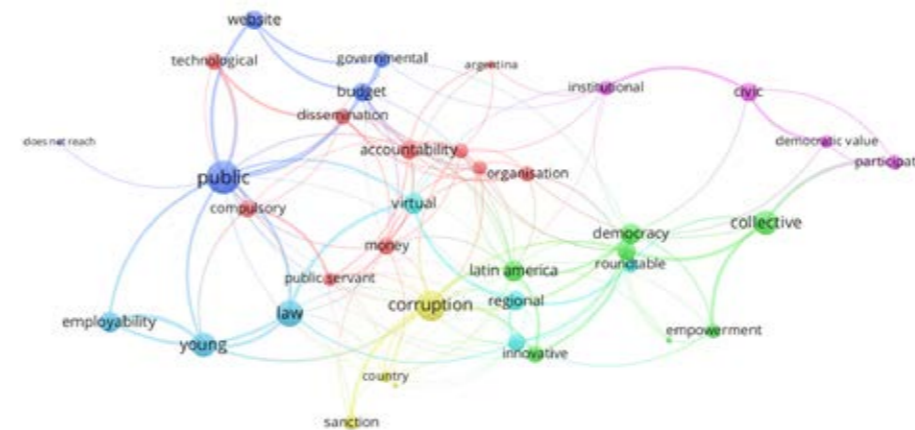 website
technological
governmental
argentina
budget
institutional
civic
dissemination
does not reach
accountability
democratic value
organisation
participat
public
compulsory
virtual
collective
democracy
money
roundtable
public servant
latin america
corruption
regional
law
employability
empowerment
young
innovative
country
sanction